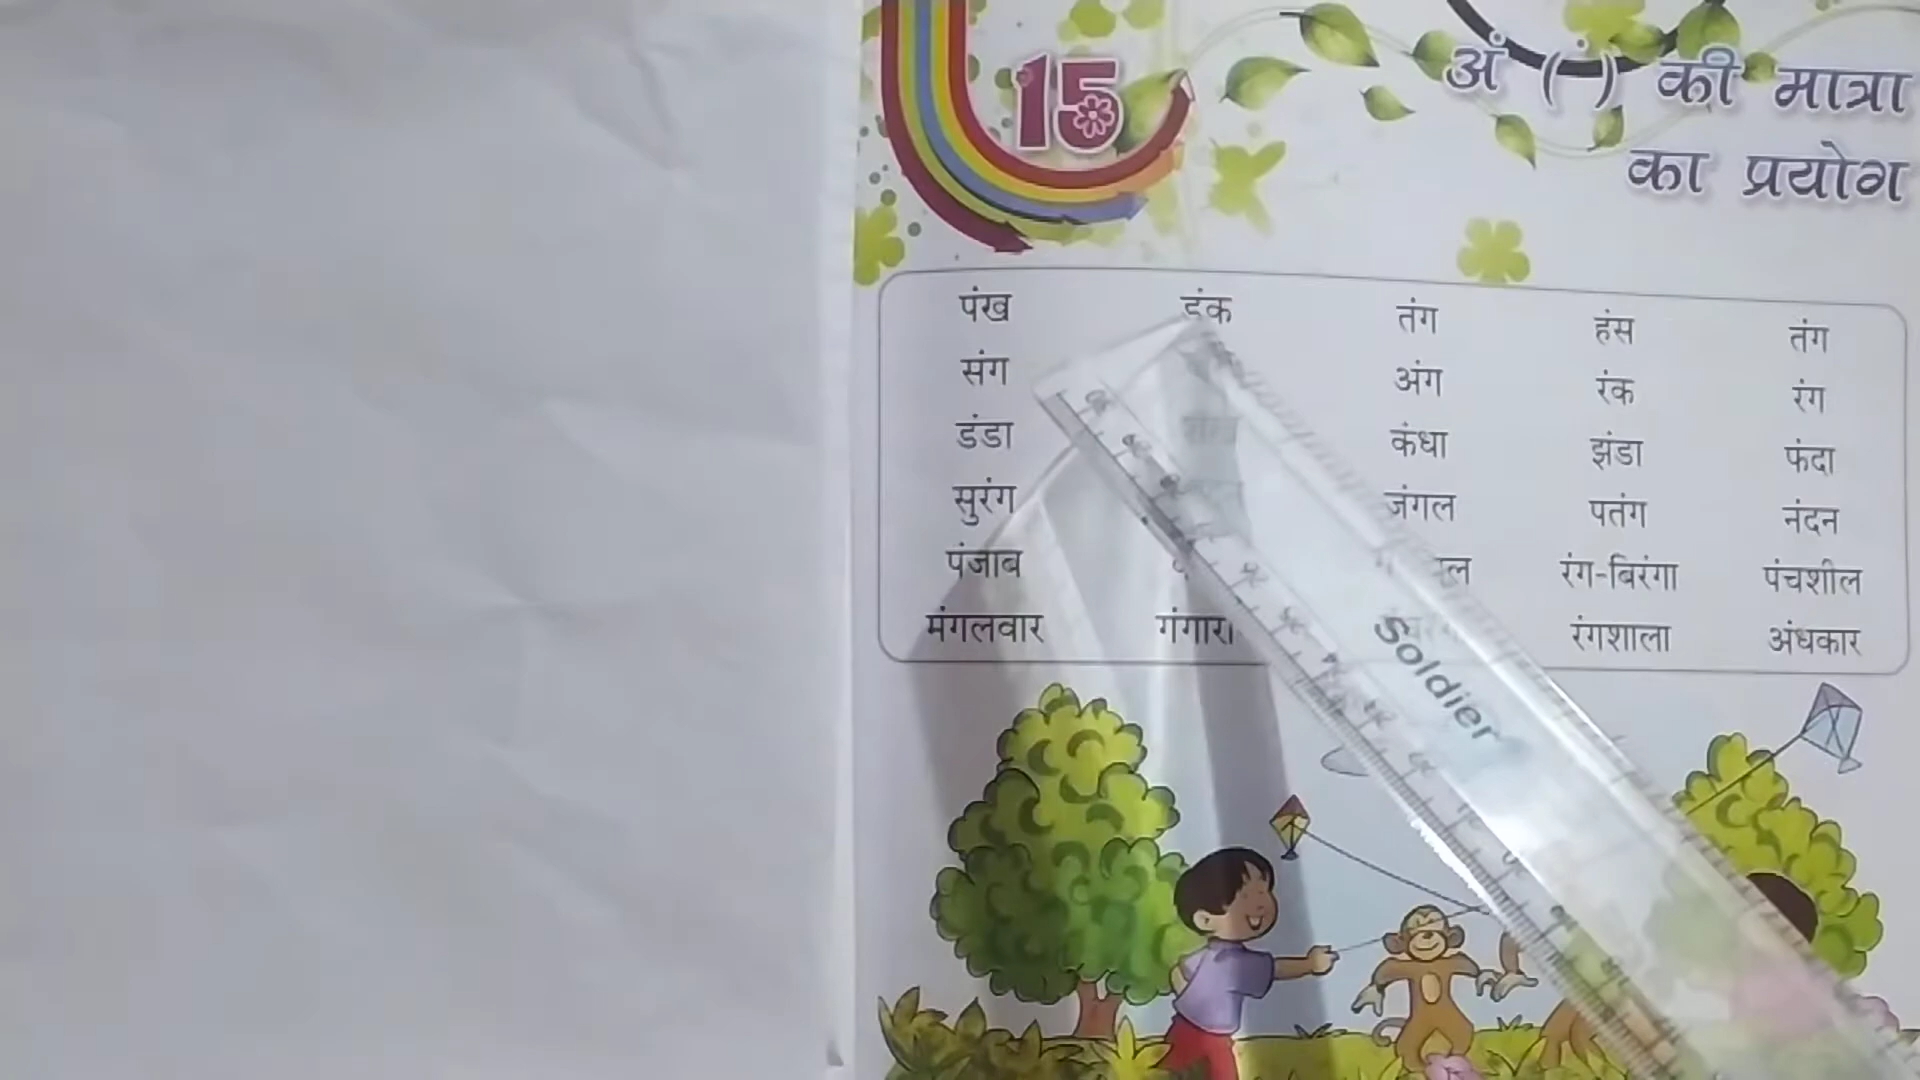 15
अं (ं) की मात्रा
का प्रयोग
पंख डंक तंग हंस तंग
संग अंग रंक रंग
डंडा कंधा झंडा फंदा
सुरंग जंगल पतंग नंदन
पंजाब रंग-बिरंगा पंचशील
मंगलवार गंगाराम रंगशाला अंधकार
Soldier